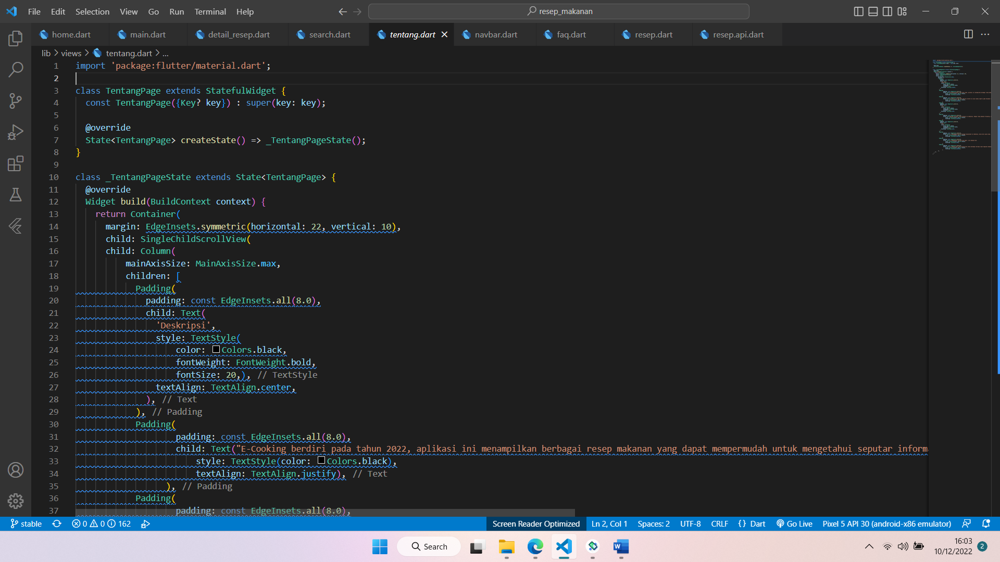 File Edit Selection View Go Run Terminal Help
resep_makanan
home.dart main.dart detail_resep.dart search.dart tentang.dart navbar.dart faq.dart resep.dart resep.api.dart
lib > views > tentang.dart > ...
1 import 'package:flutter/material.dart';
2
3 class TentangPage extends StatefulWidget {
4 const TentangPage({Key? key}) : super(key: key);
5
6 @override
7 State<TentangPage> createState() => _TentangPageState();
8 }
9
10 class _TentangPageState extends State<TentangPage> {
11 @override
12 Widget build(BuildContext context) {
13 return Container(
14 margin: EdgeInsets.symmetric(horizontal: 22, vertical: 10),
15 child: SingleChildScrollView(
16 child: Column(
17 mainAxisSize: MainAxisSize.max,
18 children: [
19 Padding(
20 padding: const EdgeInsets.all(8.0),
21 child: Text(
22 'Deskripsi',
23 style: TextStyle(
24 color: Colors.black,
25 fontWeight: FontWeight.bold,
26 fontSize: 20,), // TextStyle
27 textAlign: TextAlign.center,
28 ), // Text
29 ), // Padding
30 Padding(
31 padding: const EdgeInsets.all(8.0),
32 child: Text("E-Cooking berdiri pada tahun 2022, aplikasi ini menampilkan berbagai resep makanan yang dapat mempermudah untuk mengetahui seputar inform
33 style: TextStyle(color: Colors.black),
34 textAlign: TextAlign.justify), // Text
35 ), // Padding
36 Padding(
37 padding: const EdgeInsets.all(8.0),
stable 0 0 162 Screen Reader Optimized Ln 2, Col 1 Spaces: 2 UTF-8 CRLF {} Dart Go Live Pixel 5 API 30 (android-x86 emulator)
Search
16:03
10/12/2022 2